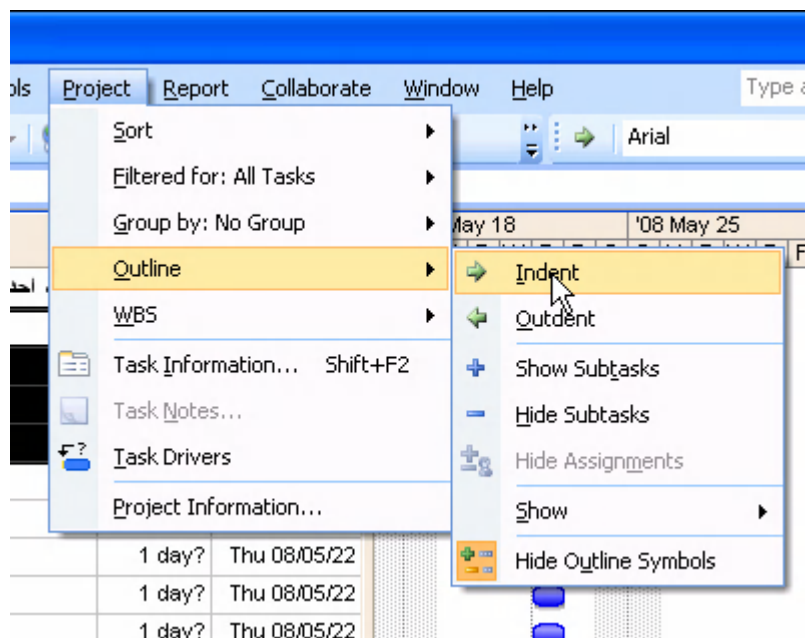 Project Report Collaborate Window Help Type
Arial
Sort
Filtered for: All Tasks
Group by: No Group
Outline
WBS
Task Information... Shift+F2
Task Notes...
Task Drivers
Project Information...
May 18 '08 May 25
Indent
Outdent
Show Subtasks
Hide Subtasks
Hide Assignments
Show
Hide Outline Symbols
1 day? Thu 08/05/22
1 day? Thu 08/05/22
1 day? Thu 08/05/22